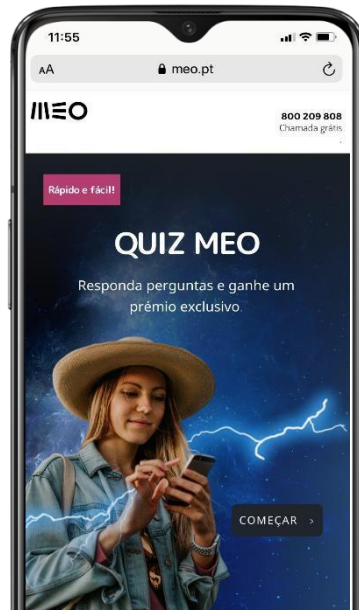 11:55
AA
meo.pt
MEO
800 209 808
Chamada grátis
Rápido e fácil!
QUIZ MEO
Responda perguntas e ganhe um
prémio exclusivo.
COMEÇAR >